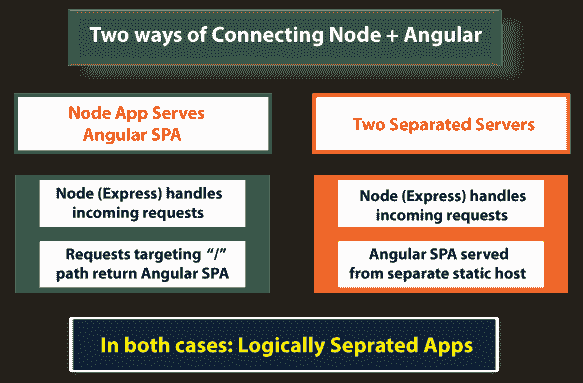 Two ways of Connecting Node + Angular
Node App Serves
Angular SPA
Two Separated Servers
Node (Express) handles
incoming requests
Node (Express) handles
incoming requests
Requests targeting “/”
path return Angular SPA
Angular SPA served
from separate static host
In both cases: Logically Seprated Apps